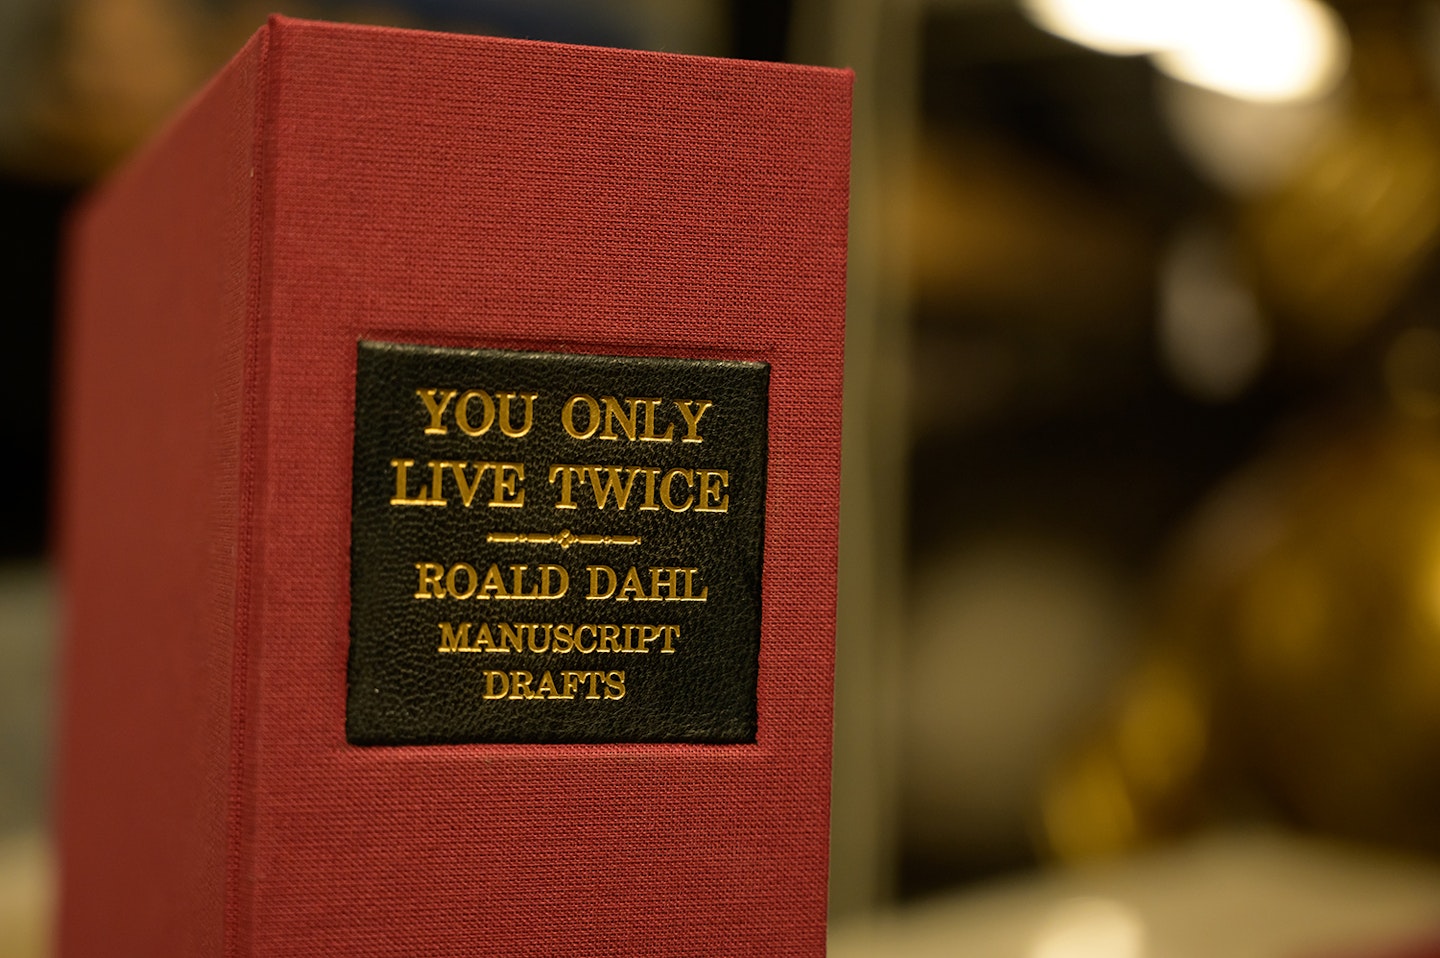 YOU ONLY
LIVE TWICE
ROALD DAHL
MANUSCRIPT
DRAFTS